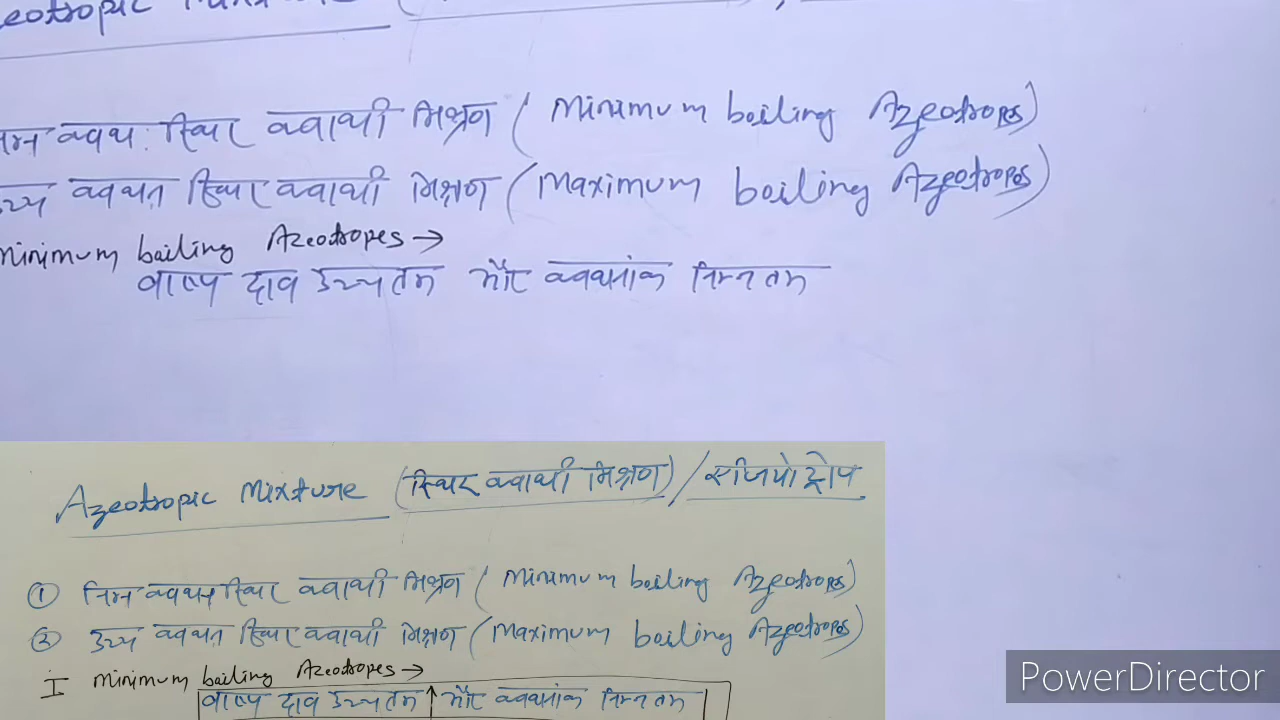 eotropic Mixture (
निम्न क्वथन स्थिर क्वाथी मिश्रण ( Minimum boiling Azeotropes)
उच्च क्वथन स्थिर क्वाथी मिश्रण (Maximum boiling Azeotropes)
Minimum boiling Azeotropes →
वाष्प दाव उच्चतम और क्वथनांक निम्नतम
Azeotropic Mixture (स्थिर क्वाथी मिश्रण) / एजियोट्रोप
① निम्न क्वथन स्थिर क्वाथी मिश्रण ( Minimum boiling Azeotropes)
② उच्च क्वथन स्थिर क्वाथी मिश्रण (Maximum boiling Azeotropes)
I minimum boiling Azeotropes →
वाष्प दाव उच्चतम ↑ और क्वथनांक निम्नतम
PowerDirector